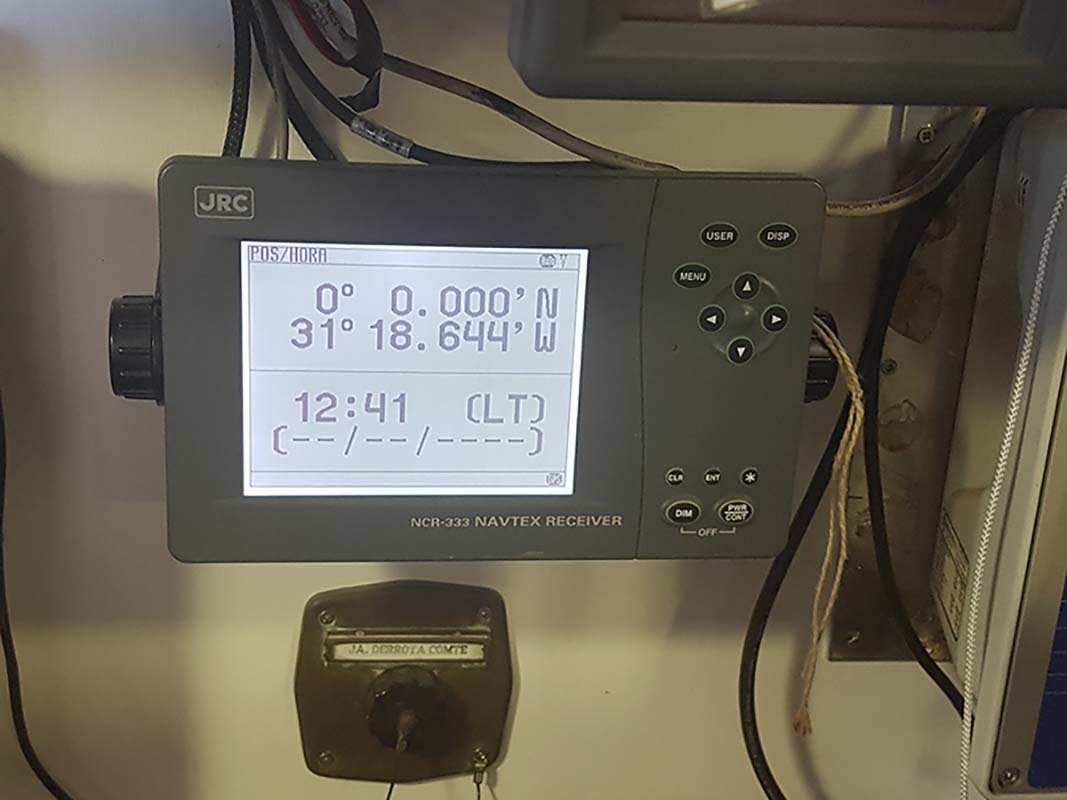 JRC
POS/HORA
0° 0.000' N
31° 18.644' W
12:41 (LT)
(--/--/----)
NCR-333 NAVTEX RECEIVER
USER DISP
MENU
CLR ENT *
DIM PWR CONT
OFF
JA. DERROTA COMTE